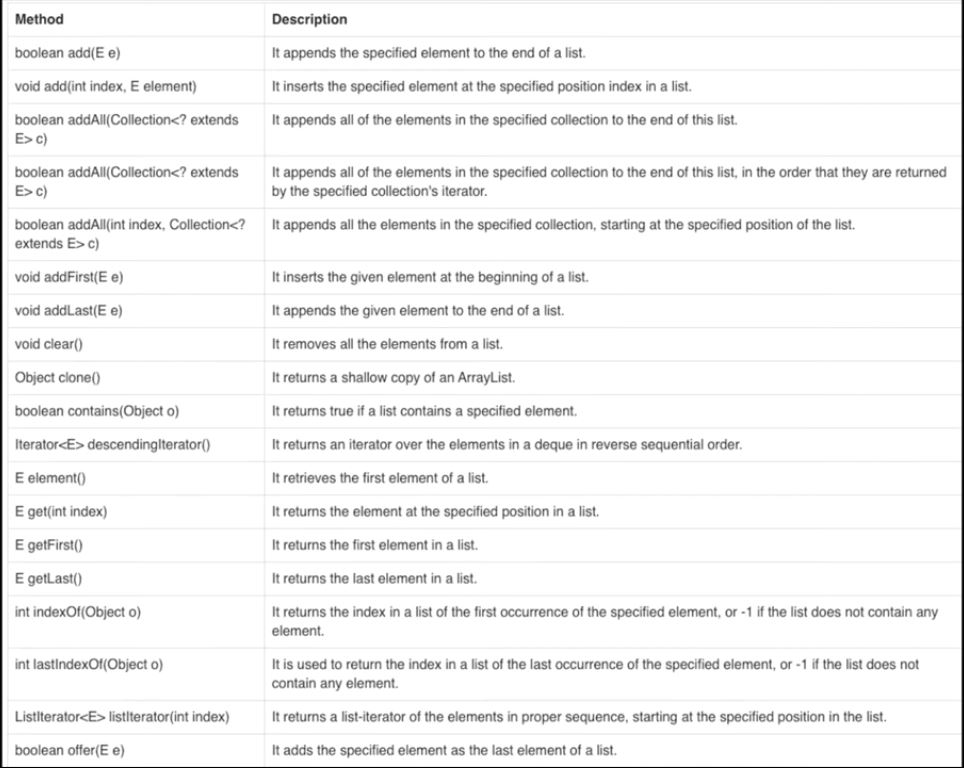 Method Description
boolean add(E e) It appends the specified element to the end of a list.
void add(int index, E element) It inserts the specified element at the specified position index in a list.
boolean addAll(Collection<? extends It appends all of the elements in the specified collection to the end of this list.
E> c)
boolean addAll(Collection<? extends It appends all of the elements in the specified collection to the end of this list, in the order that they are returned
E> c) by the specified collection's iterator.
boolean addAll(int index, Collection<? It appends all the elements in the specified collection, starting at the specified position of the list.
extends E> c)
void addFirst(E e) It inserts the given element at the beginning of a list.
void addLast(E e) It appends the given element to the end of a list.
void clear() It removes all the elements from a list.
Object clone() It returns a shallow copy of an ArrayList.
boolean contains(Object o) It returns true if a list contains a specified element.
Iterator<E> descendingIterator() It returns an iterator over the elements in a deque in reverse sequential order.
E element() It retrieves the first element of a list.
E get(int index) It returns the element at the specified position in a list.
E getFirst() It returns the first element in a list.
E getLast() It returns the last element in a list.
int indexOf(Object o) It returns the index in a list of the first occurrence of the specified element, or -1 if the list does not contain any
element.
int lastIndexOf(Object o) It is used to return the index in a list of the last occurrence of the specified element, or -1 if the list does not
contain any element.
ListIterator<E> listIterator(int index) It returns a list-iterator of the elements in proper sequence, starting at the specified position in the list.
boolean offer(E e) It adds the specified element as the last element of a list.